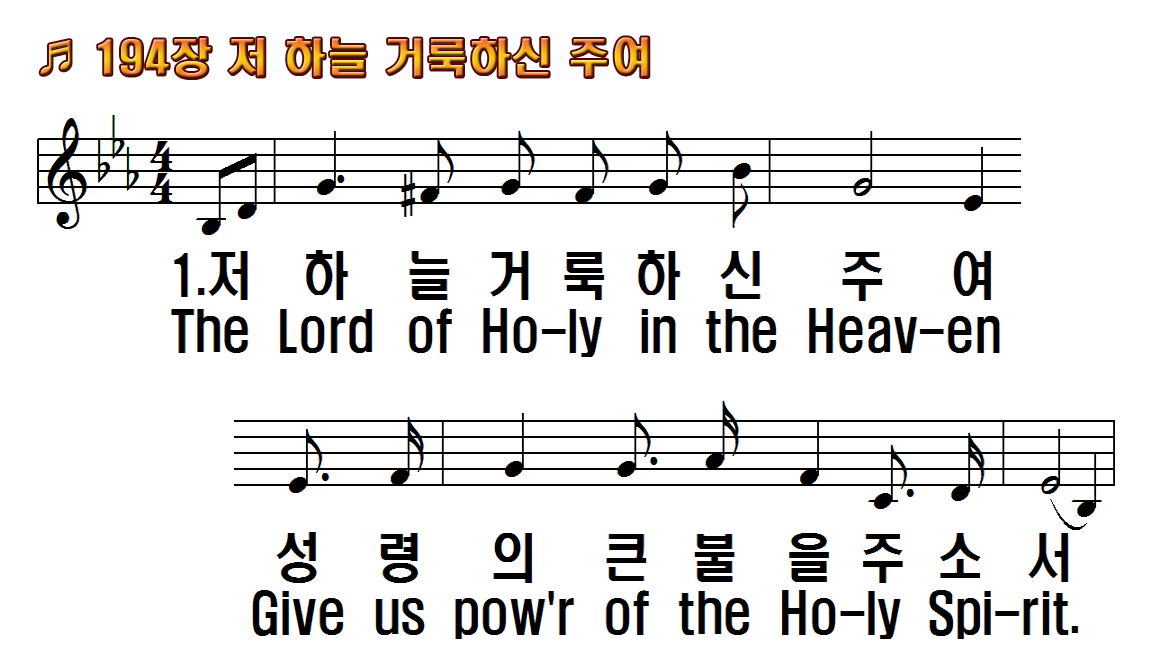 ♬ 194장 저 하늘 거룩하신 주여
1.저 하 늘 거 룩 하 신 주 여
The Lord of Ho-ly in the Heav-en
성 령 의 큰 불 을 주 소 서
Give us pow'r of the Ho-ly Spi-rit.